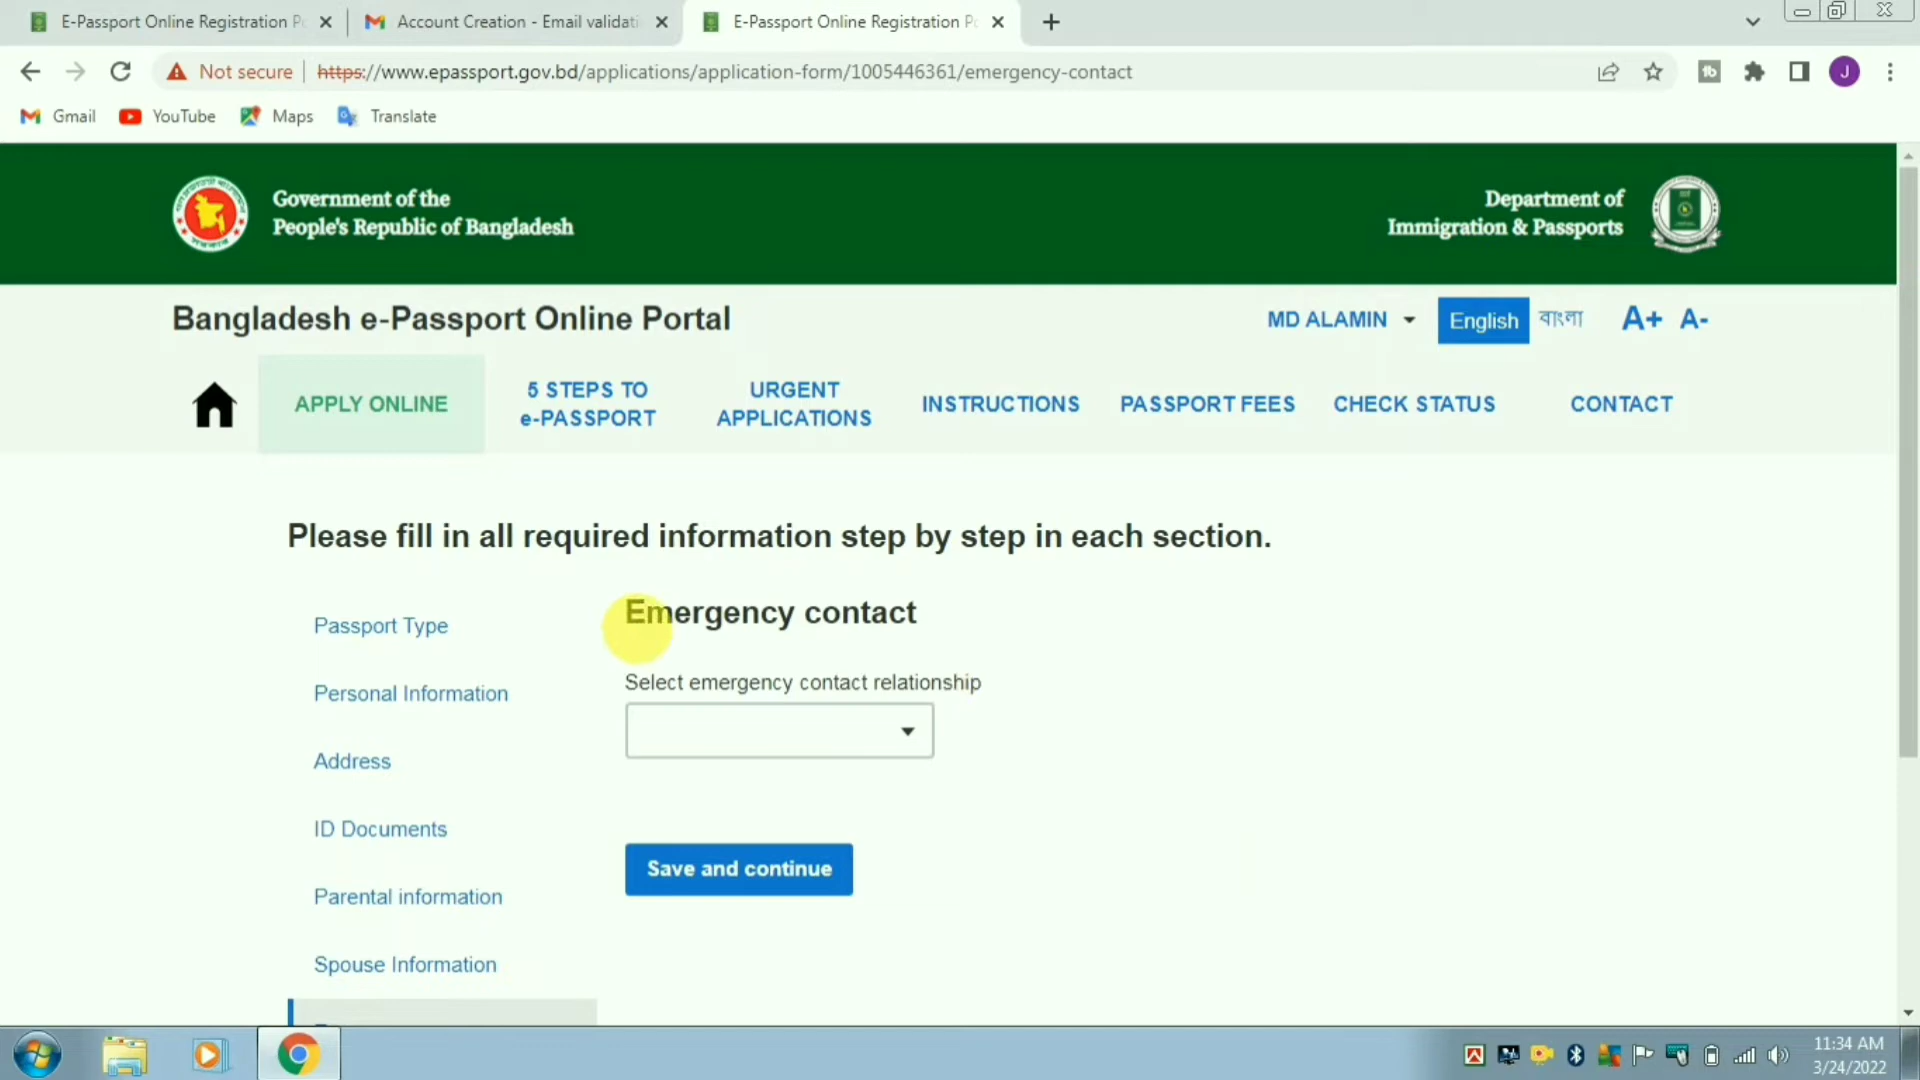 E-Passport Online Registration Po
Account Creation - Email validati
E-Passport Online Registration Po
Not secure
https://www.epassport.gov.bd/applications/application-form/1005446361/emergency-contact
J
Gmail
YouTube
Maps
Translate
Government of the
People's Republic of Bangladesh
Department of
Immigration & Passports
Bangladesh e-Passport Online Portal
MD ALAMIN
English
বাংলা
A+
A-
APPLY ONLINE
5 STEPS TO
e-PASSPORT
URGENT
APPLICATIONS
INSTRUCTIONS
PASSPORT FEES
CHECK STATUS
CONTACT
Please fill in all required information step by step in each section.
Passport Type
Personal Information
Address
ID Documents
Parental information
Spouse Information
Emergency contact
Select emergency contact relationship
Save and continue
11:34 AM
3/24/2022